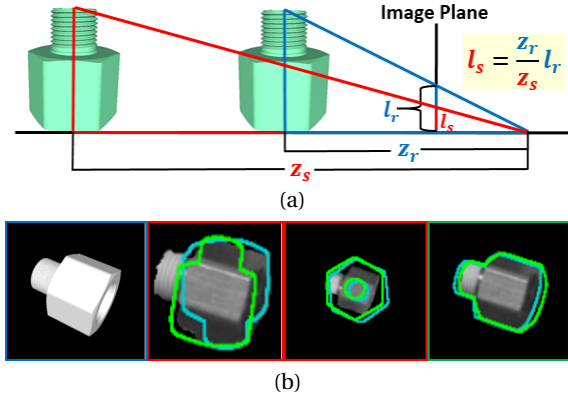 Image Plane
l_s = z_r / z_s l_r
l_r
l_s
z_r
z_s
(a)
(b)